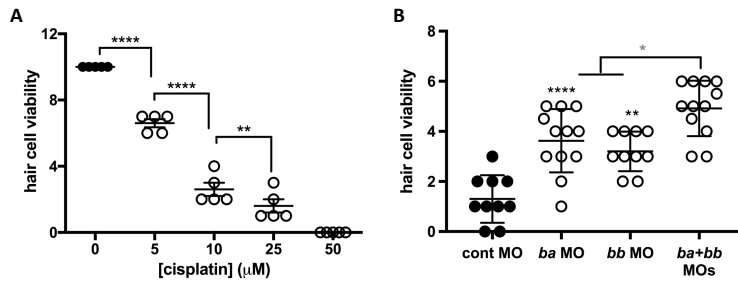 A
hair cell viability
12
8
4
0
****
****
**
0 5 10 25 50
[cisplatin] (μM)
B
hair cell viability
8
6
4
2
0
****
**
*
cont MO ba MO bb MO ba+bb
MOs